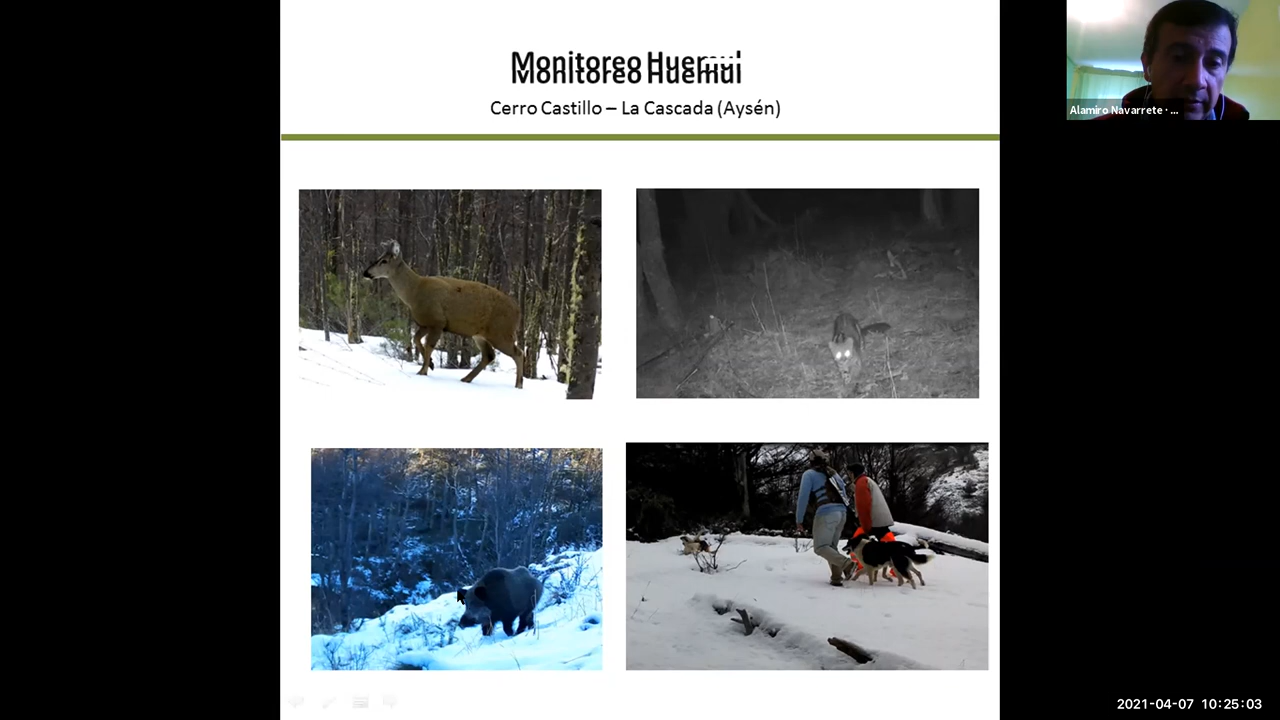 Monitoreo Huemul
Cerro Castillo – La Cascada (Aysén)
Alamiro Navarrete · ...
2021-04-07 10:25:03